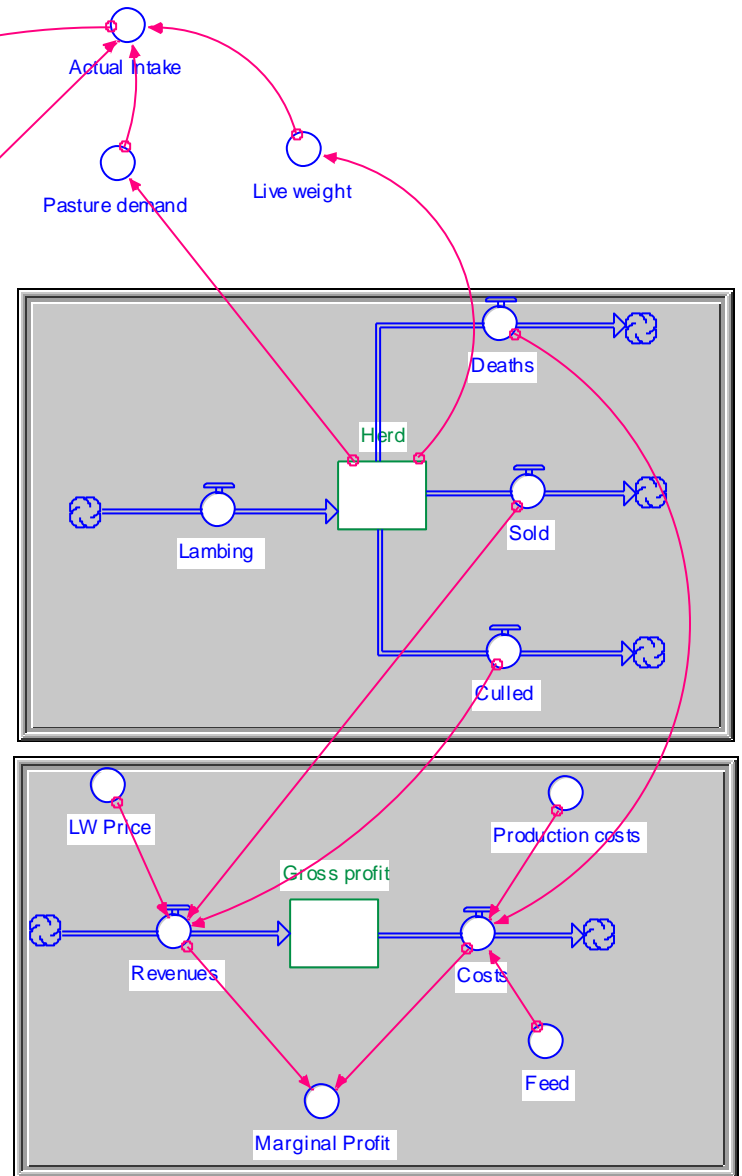 Actual Intake
Pasture demand
Live weight
Deaths
Herd
Sold
Lambing
Culled
LW Price
Production costs
Gross profit
Revenues
Costs
Feed
Marginal Profit